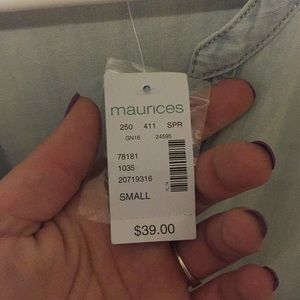 maurices
250 411 SPR
GN16 24595
78181
1035
20719316
SMALL
$39.00